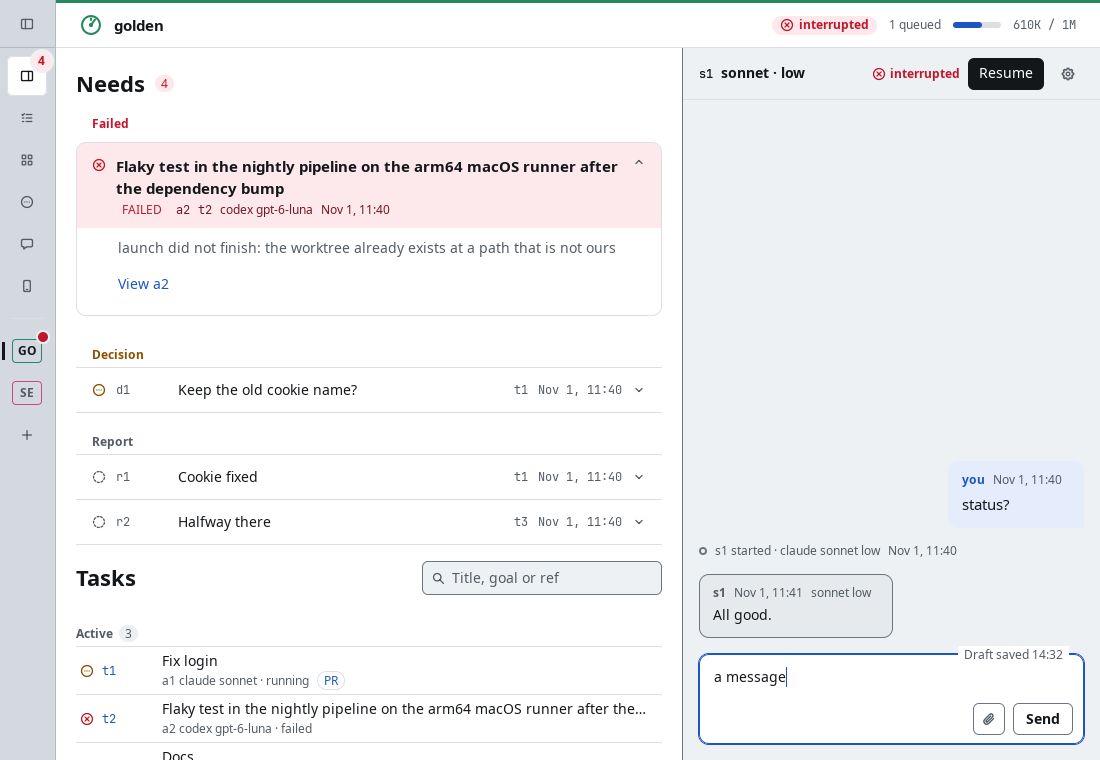 golden
interrupted 1 queued 610K / 1M
4
GO
SE
Needs 4
Failed
Flaky test in the nightly pipeline on the arm64 macOS runner after
the dependency bump
FAILED a2 t2 codex gpt-6-luna Nov 1, 11:40
launch did not finish: the worktree already exists at a path that is not ours
View a2
Decision
d1 Keep the old cookie name? t1 Nov 1, 11:40
Report
r1 Cookie fixed t1 Nov 1, 11:40
r2 Halfway there t3 Nov 1, 11:40
Tasks
Title, goal or ref
Active 3
t1 Fix login
a1 claude sonnet · running PR
t2 Flaky test in the nightly pipeline on the arm64 macOS runner after the…
a2 codex gpt-6-luna · failed
Docs
s1 sonnet · low interrupted Resume
you Nov 1, 11:40
status?
s1 started · claude sonnet low Nov 1, 11:40
s1 Nov 1, 11:41 sonnet low
All good.
Draft saved 14:32
a message
Send